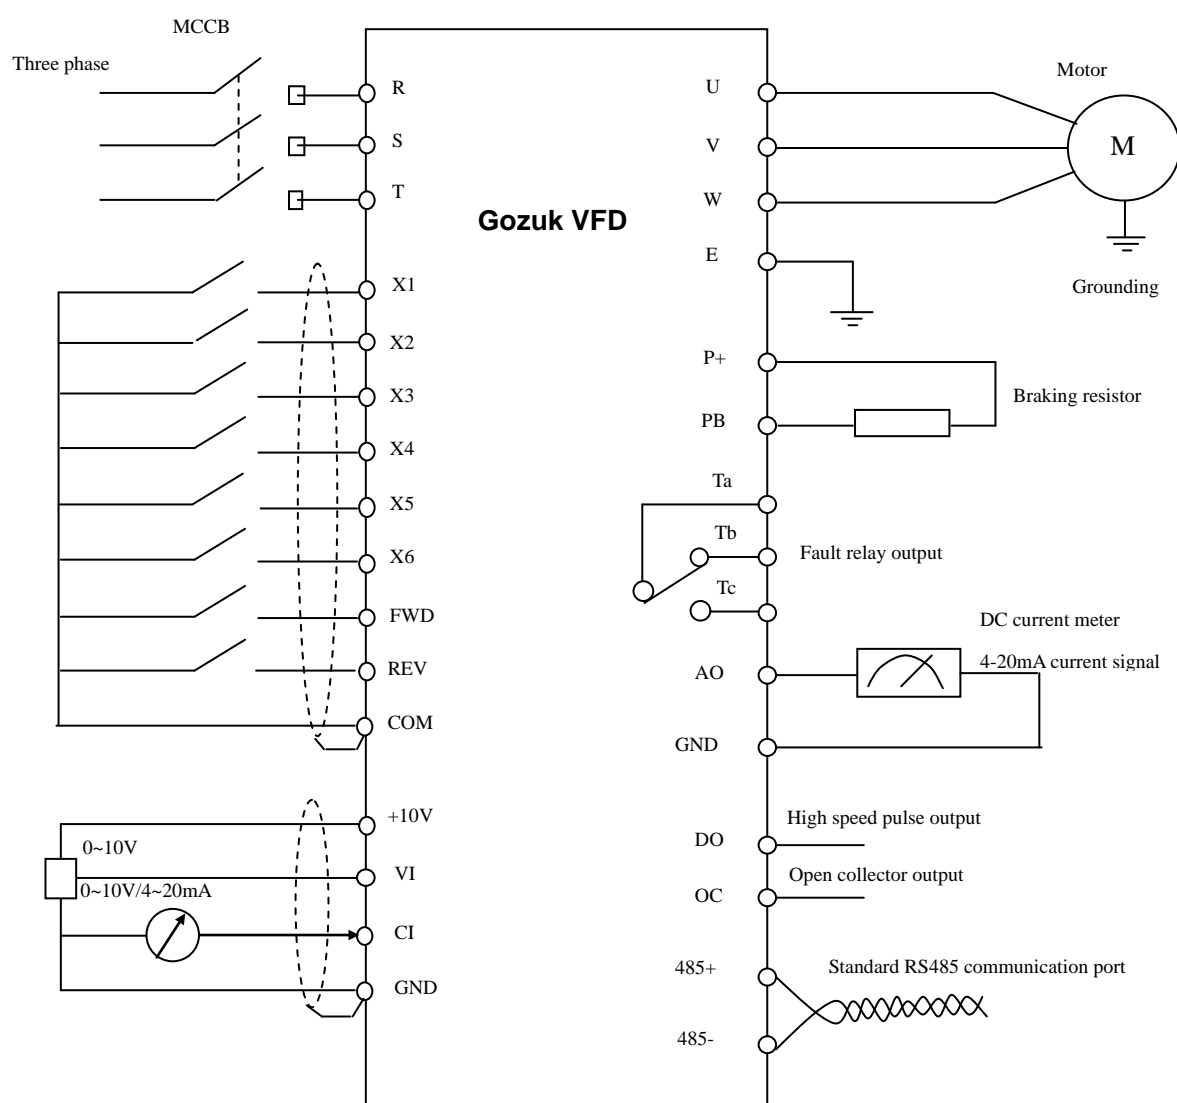 MCCB
Three phase
R
S
T
Gozuk VFD
U
V
W
E
Motor
M
Grounding
X1
X2
X3
X4
X5
X6
FWD
REV
COM
P+
PB
Braking resistor
Ta
Tb
Tc
Fault relay output
DC current meter
4-20mA current signal
AO
GND
+10V
0~10V
VI
0~10V/4~20mA
CI
GND
High speed pulse output
DO
Open collector output
OC
485+
Standard RS485 communication port
485-